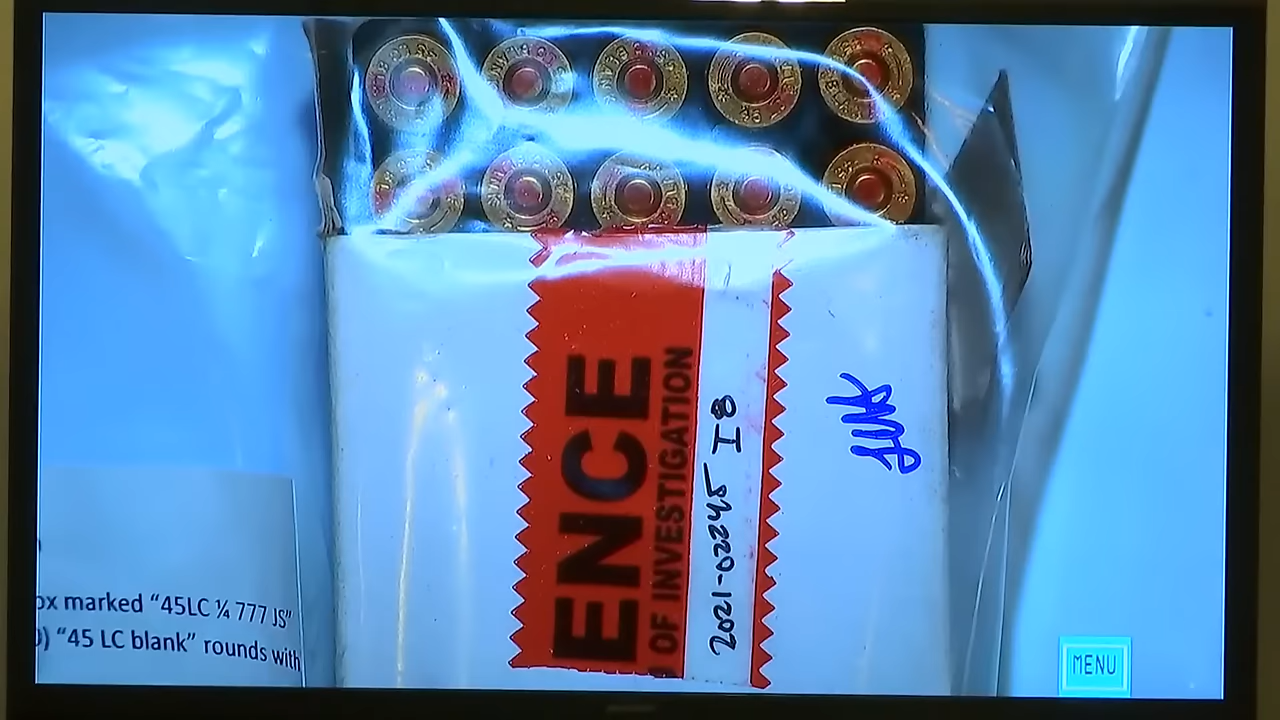 ENCE
OF INVESTIGATION
2021-02245 I8
ox marked “45LC ¼ 777 JS”
) “45 LC blank” rounds with
MENU